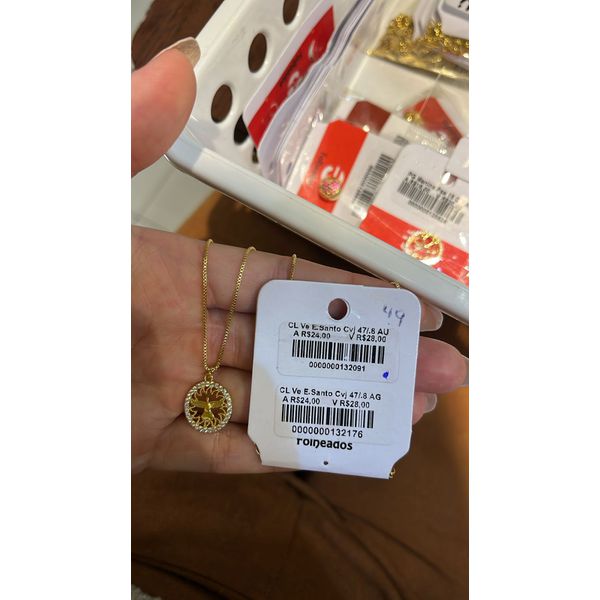 49
CL Ve E.Santo Cvj 47/.8 AU
A R$24,00 V R$28,00
0000000132091
CL Ve E.Santo Cvj 47/.8 AG
A R$24,00 V R$28,00
0000000132176
Folheados